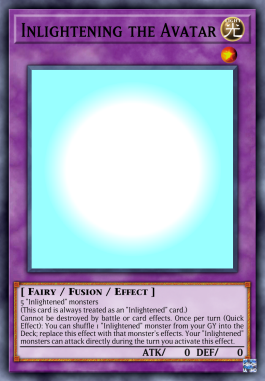 INLIGHTENING THE AVATAR
LIGHT
光
[ FAIRY / FUSION / EFFECT ]
5 "Inlightened" monsters
(This card is always treated as an "Inlightened" card.)
Cannot be destroyed by battle or card effects. Once per turn (Quick
Effect): You can shuffle 1 "Inlightened" monster from your GY into the
Deck; replace this effect with that monster's effects. Your "Inlightened"
monsters can attack directly during the turn you activate this effect.
ATK/ 0 DEF/ 0